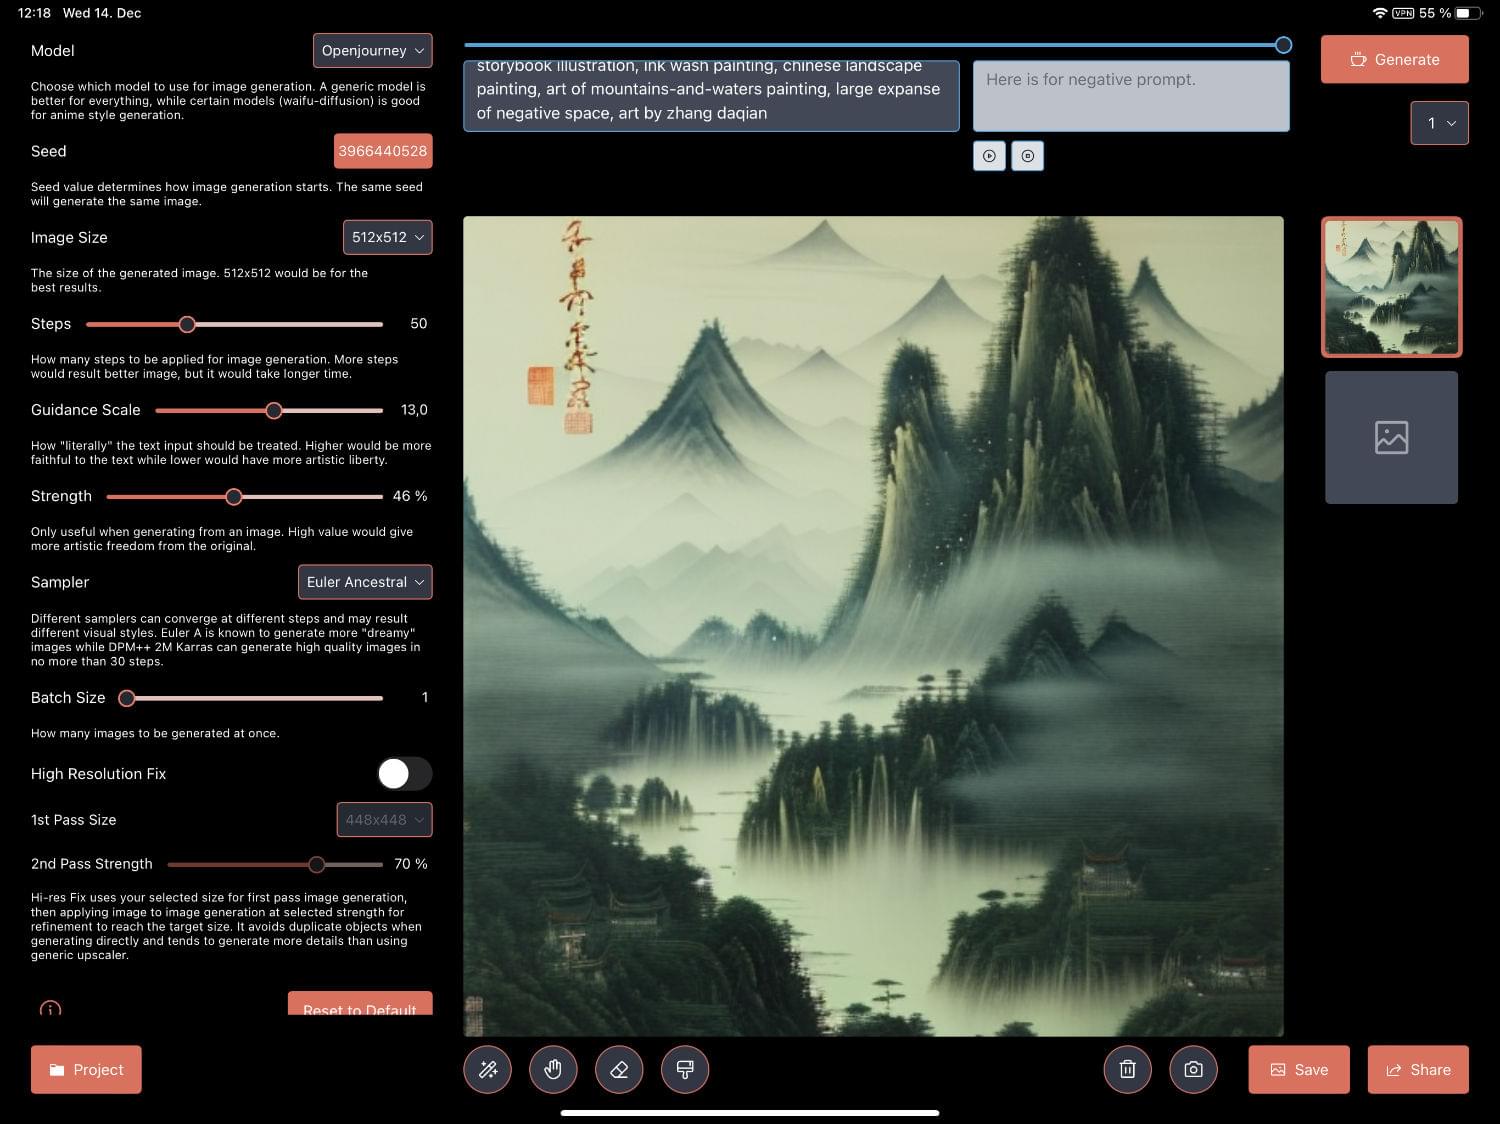 12:18 Wed 14. Dec
VPN 55 %
Model
Openjourney
Choose which model to use for image generation. A generic model is
better for everything, while certain models (waifu-diffusion) is good
for anime style generation.
Seed
3966440528
Seed value determines how image generation starts. The same seed
will generate the same image.
Image Size
512x512
The size of the generated image. 512x512 would be for the
best results.
Steps
50
How many steps to be applied for image generation. More steps
would result better image, but it would take longer time.
Guidance Scale
13,0
How "literally" the text input should be treated. Higher would be more
faithful to the text while lower would have more artistic liberty.
Strength
46 %
Only useful when generating from an image. High value would give
more artistic freedom from the original.
Sampler
Euler Ancestral
Different samplers can converge at different steps and may result
different visual styles. Euler A is known to generate more "dreamy"
images while DPM++ 2M Karras can generate high quality images in
no more than 30 steps.
Batch Size
1
How many images to be generated at once.
High Resolution Fix
1st Pass Size
448x448
2nd Pass Strength
70 %
Hi-res Fix uses your selected size for first pass image generation,
then applying image to image generation at selected strength for
refinement to reach the target size. It avoids duplicate objects when
generating directly and tends to generate more details than using
generic upscaler.
Reset to Default
Project
storybook illustration, ink wash painting, chinese landscape
painting, art of mountains-and-waters painting, large expanse
of negative space, art by zhang daqian
Here is for negative prompt.
Generate
1
Save
Share